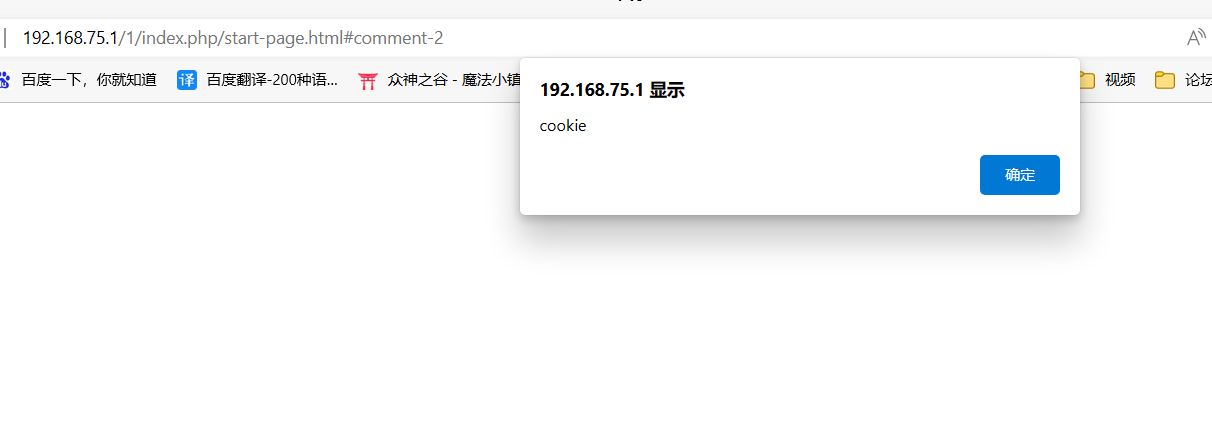 192.168.75.1/1/index.php/start-page.html#comment-2
百度一下，你就知道 百度翻译-200种语... 众神之谷 - 魔法小镇 视频 论坛
192.168.75.1 显示
cookie
确定